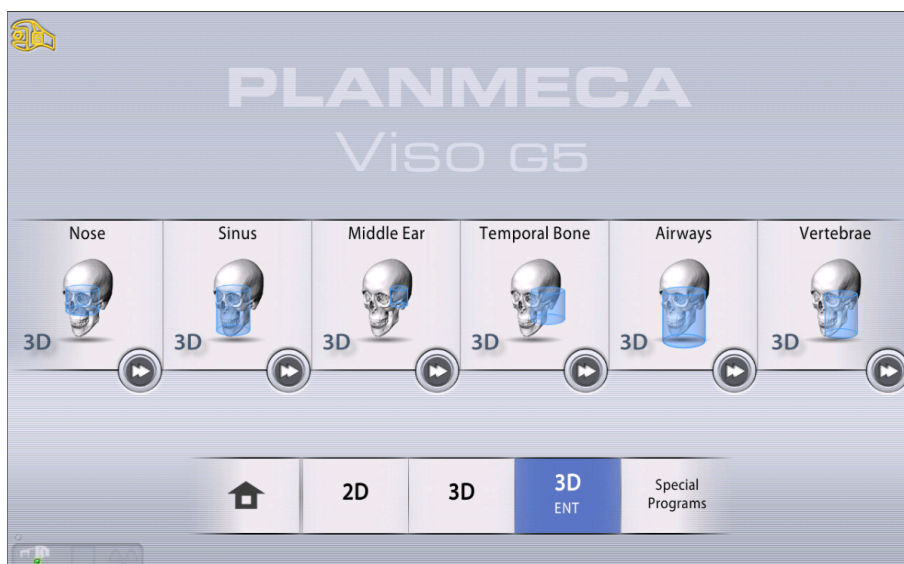 PLANMECA
Viso G5
Nose
Sinus
Middle Ear
Temporal Bone
Airways
Vertebrae
3D
3D
3D
3D
3D
3D
2D
3D
3D
ENT
Special
Programs